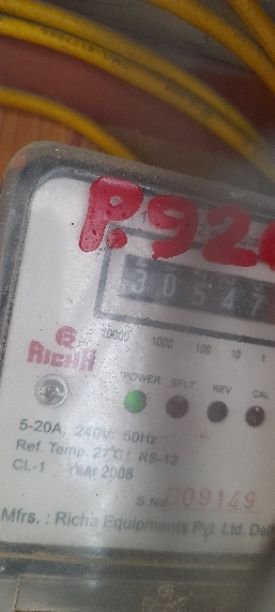 P.92
30547
10000 1000 100 10 1
RICHA
POWER EFLT REV CAL
5-20A, 240V, 50Hz
Ref. Temp. 27°C RS-12
CL-1 Year 2008
S.No. 009149
Mfrs. : Richa Equipments Pvt. Ltd. Del